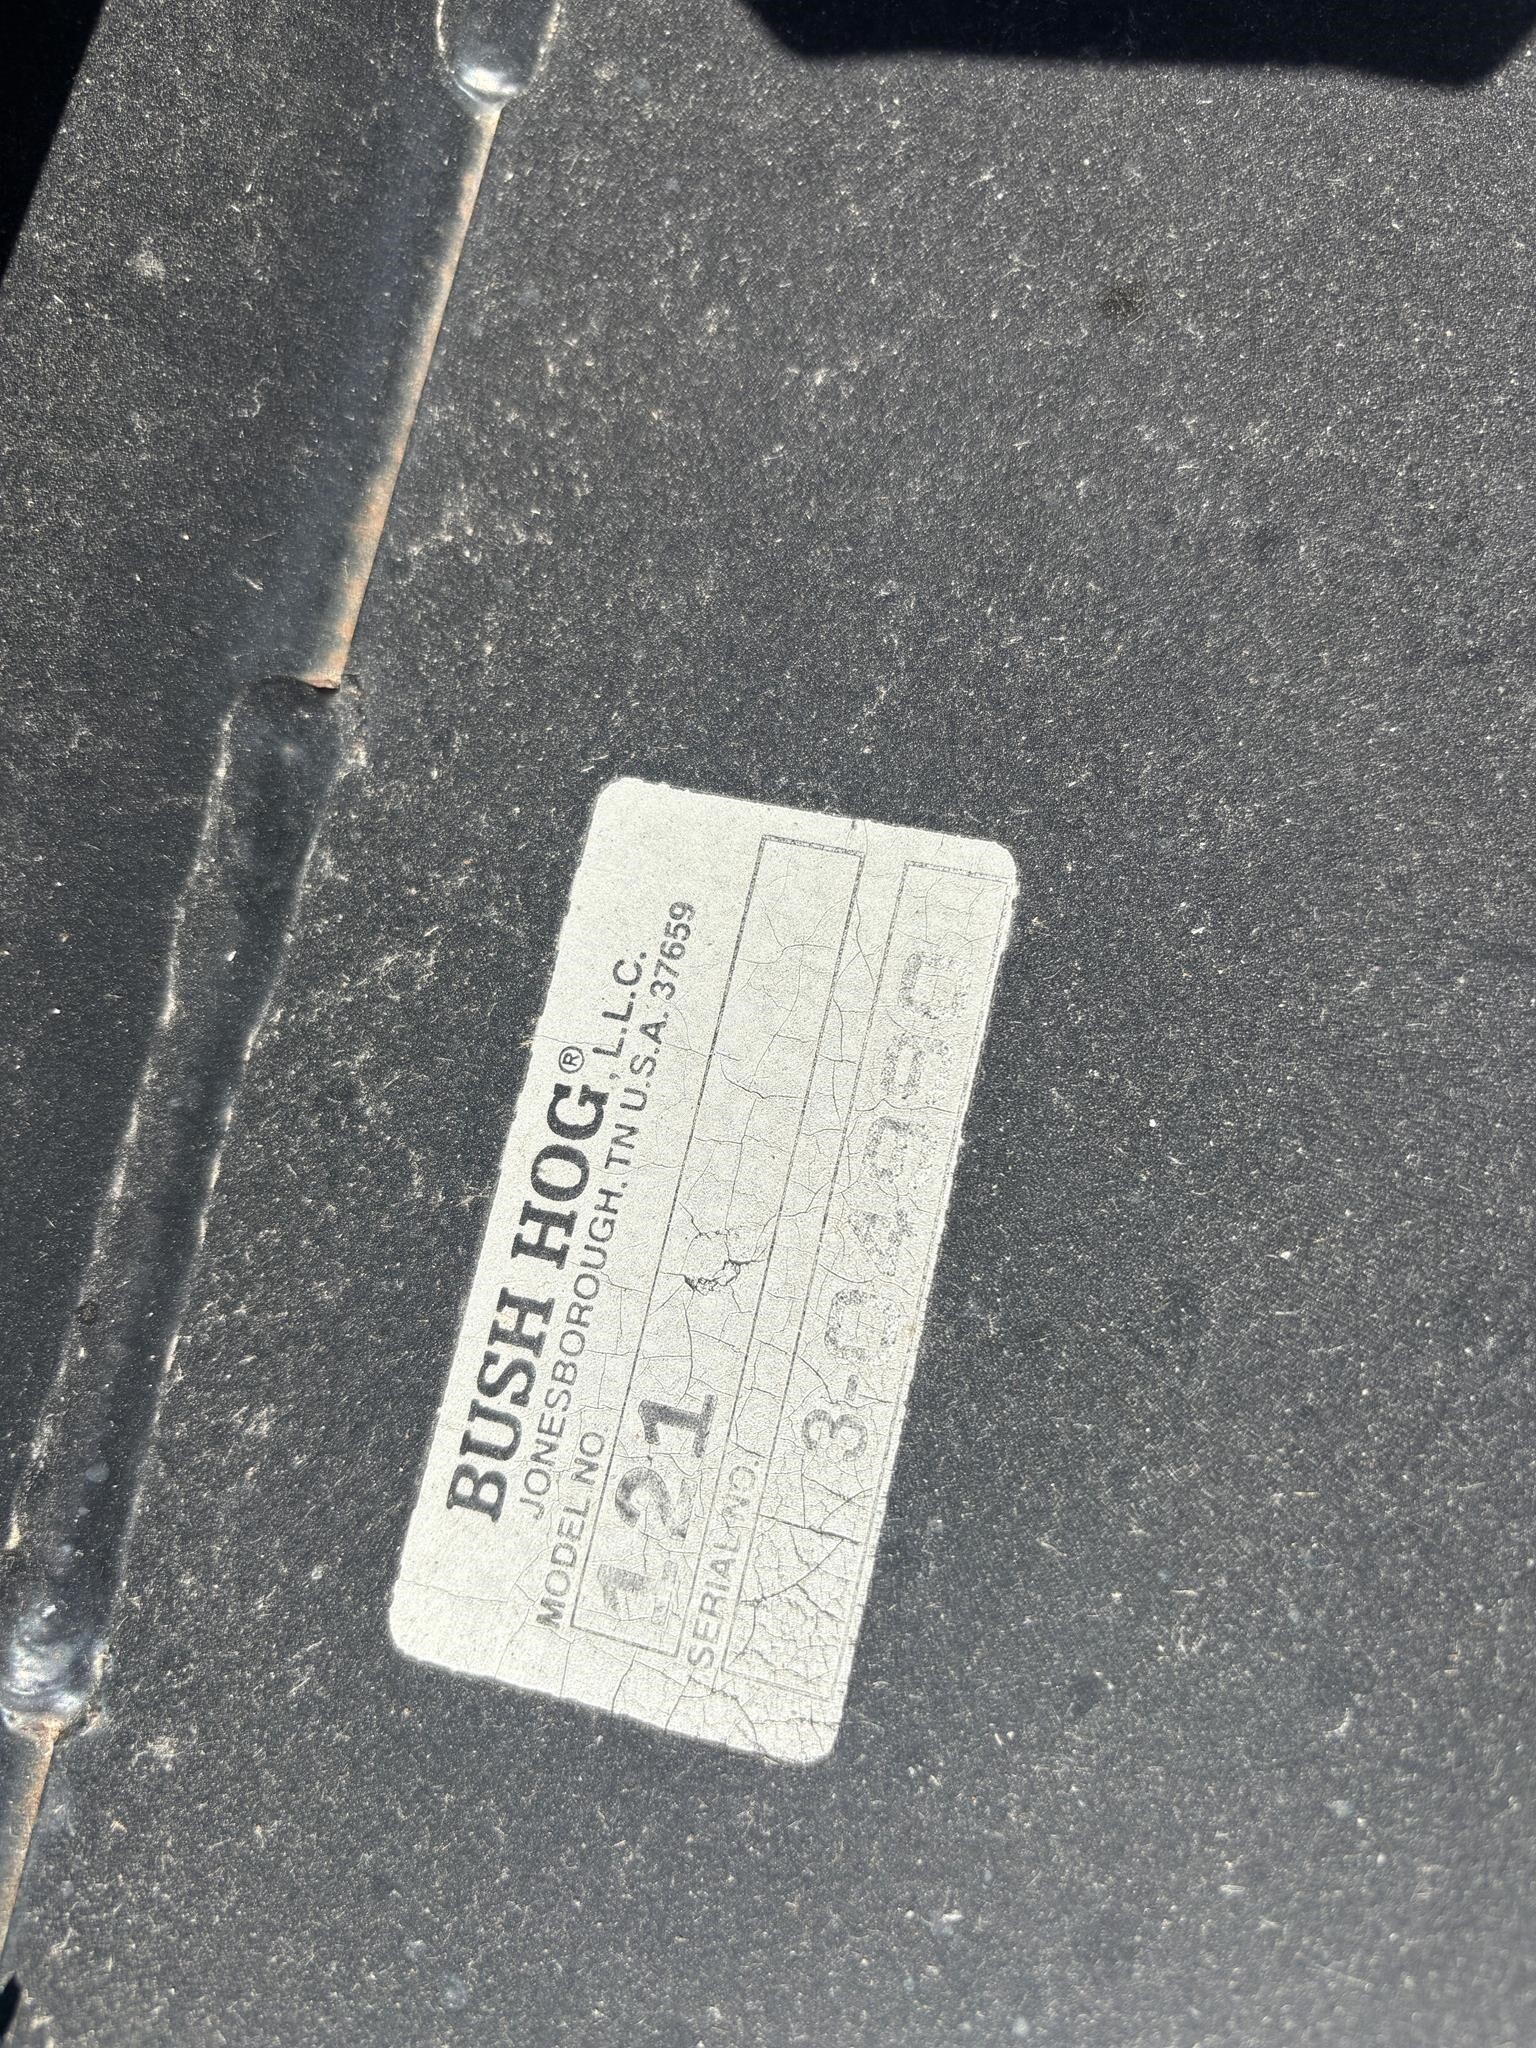 BUSH HOG®
JONESBOROUGH, TN U.S.A. 37659, L.L.C.
MODEL NO.
121
SERIAL NO.